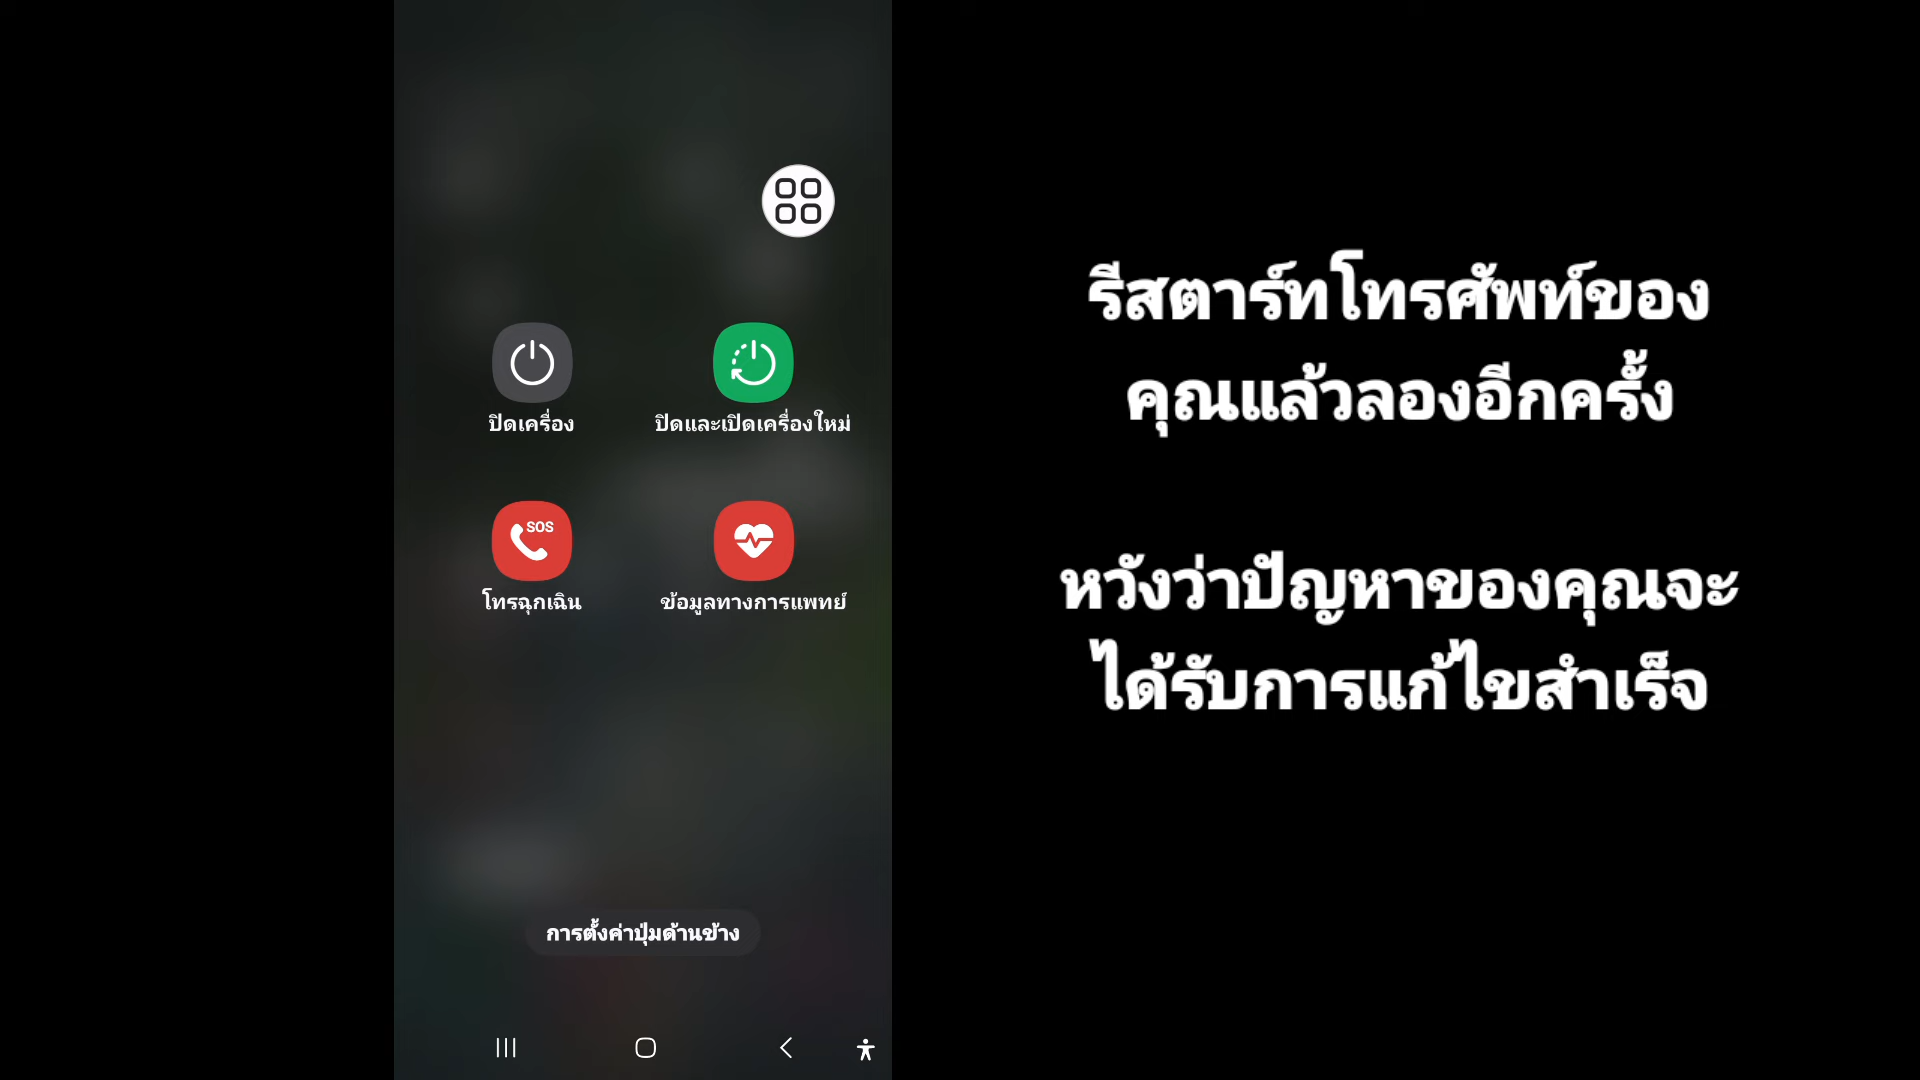 ปิดเครื่อง
ปิดและเปิดเครื่องใหม่
SOS
โทรฉุกเฉิน
ข้อมูลทางการแพทย์
การตั้งค่าปุ่มด้านข้าง
รีสตาร์ทโทรศัพท์ของ
คุณแล้วลองอีกครั้ง
หวังว่าปัญหาของคุณจะ
ได้รับการแก้ไขสำเร็จ